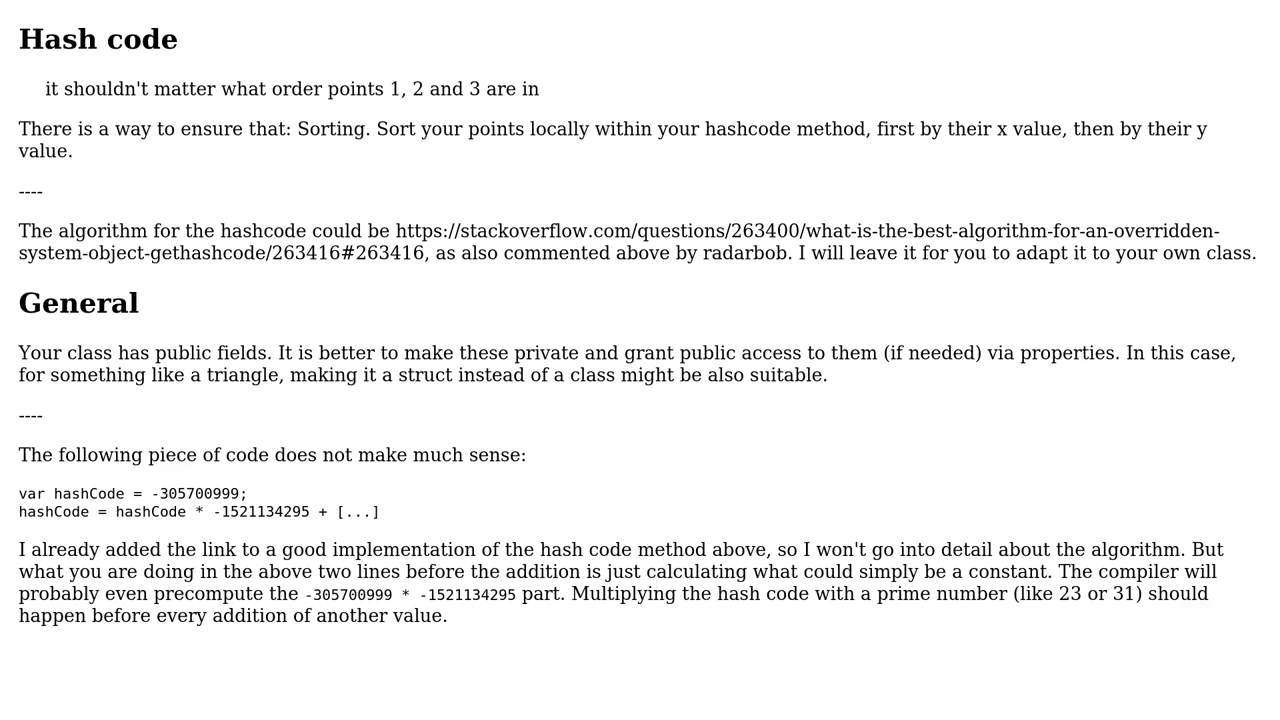 Hash code
it shouldn't matter what order points 1, 2 and 3 are in
There is a way to ensure that: Sorting. Sort your points locally within your hashcode method, first by their x value, then by their y
value.
----
The algorithm for the hashcode could be https://stackoverflow.com/questions/263400/what-is-the-best-algorithm-for-an-overridden-
system-object-gethashcode/263416#263416, as also commented above by radarbob. I will leave it for you to adapt it to your own class.
General
Your class has public fields. It is better to make these private and grant public access to them (if needed) via properties. In this case,
for something like a triangle, making it a struct instead of a class might be also suitable.
----
The following piece of code does not make much sense:
var hashCode = -305700999;
hashCode = hashCode * -1521134295 + [...]
I already added the link to a good implementation of the hash code method above, so I won't go into detail about the algorithm. But
what you are doing in the above two lines before the addition is just calculating what could simply be a constant. The compiler will
probably even precompute the -305700999 * -1521134295 part. Multiplying the hash code with a prime number (like 23 or 31) should
happen before every addition of another value.